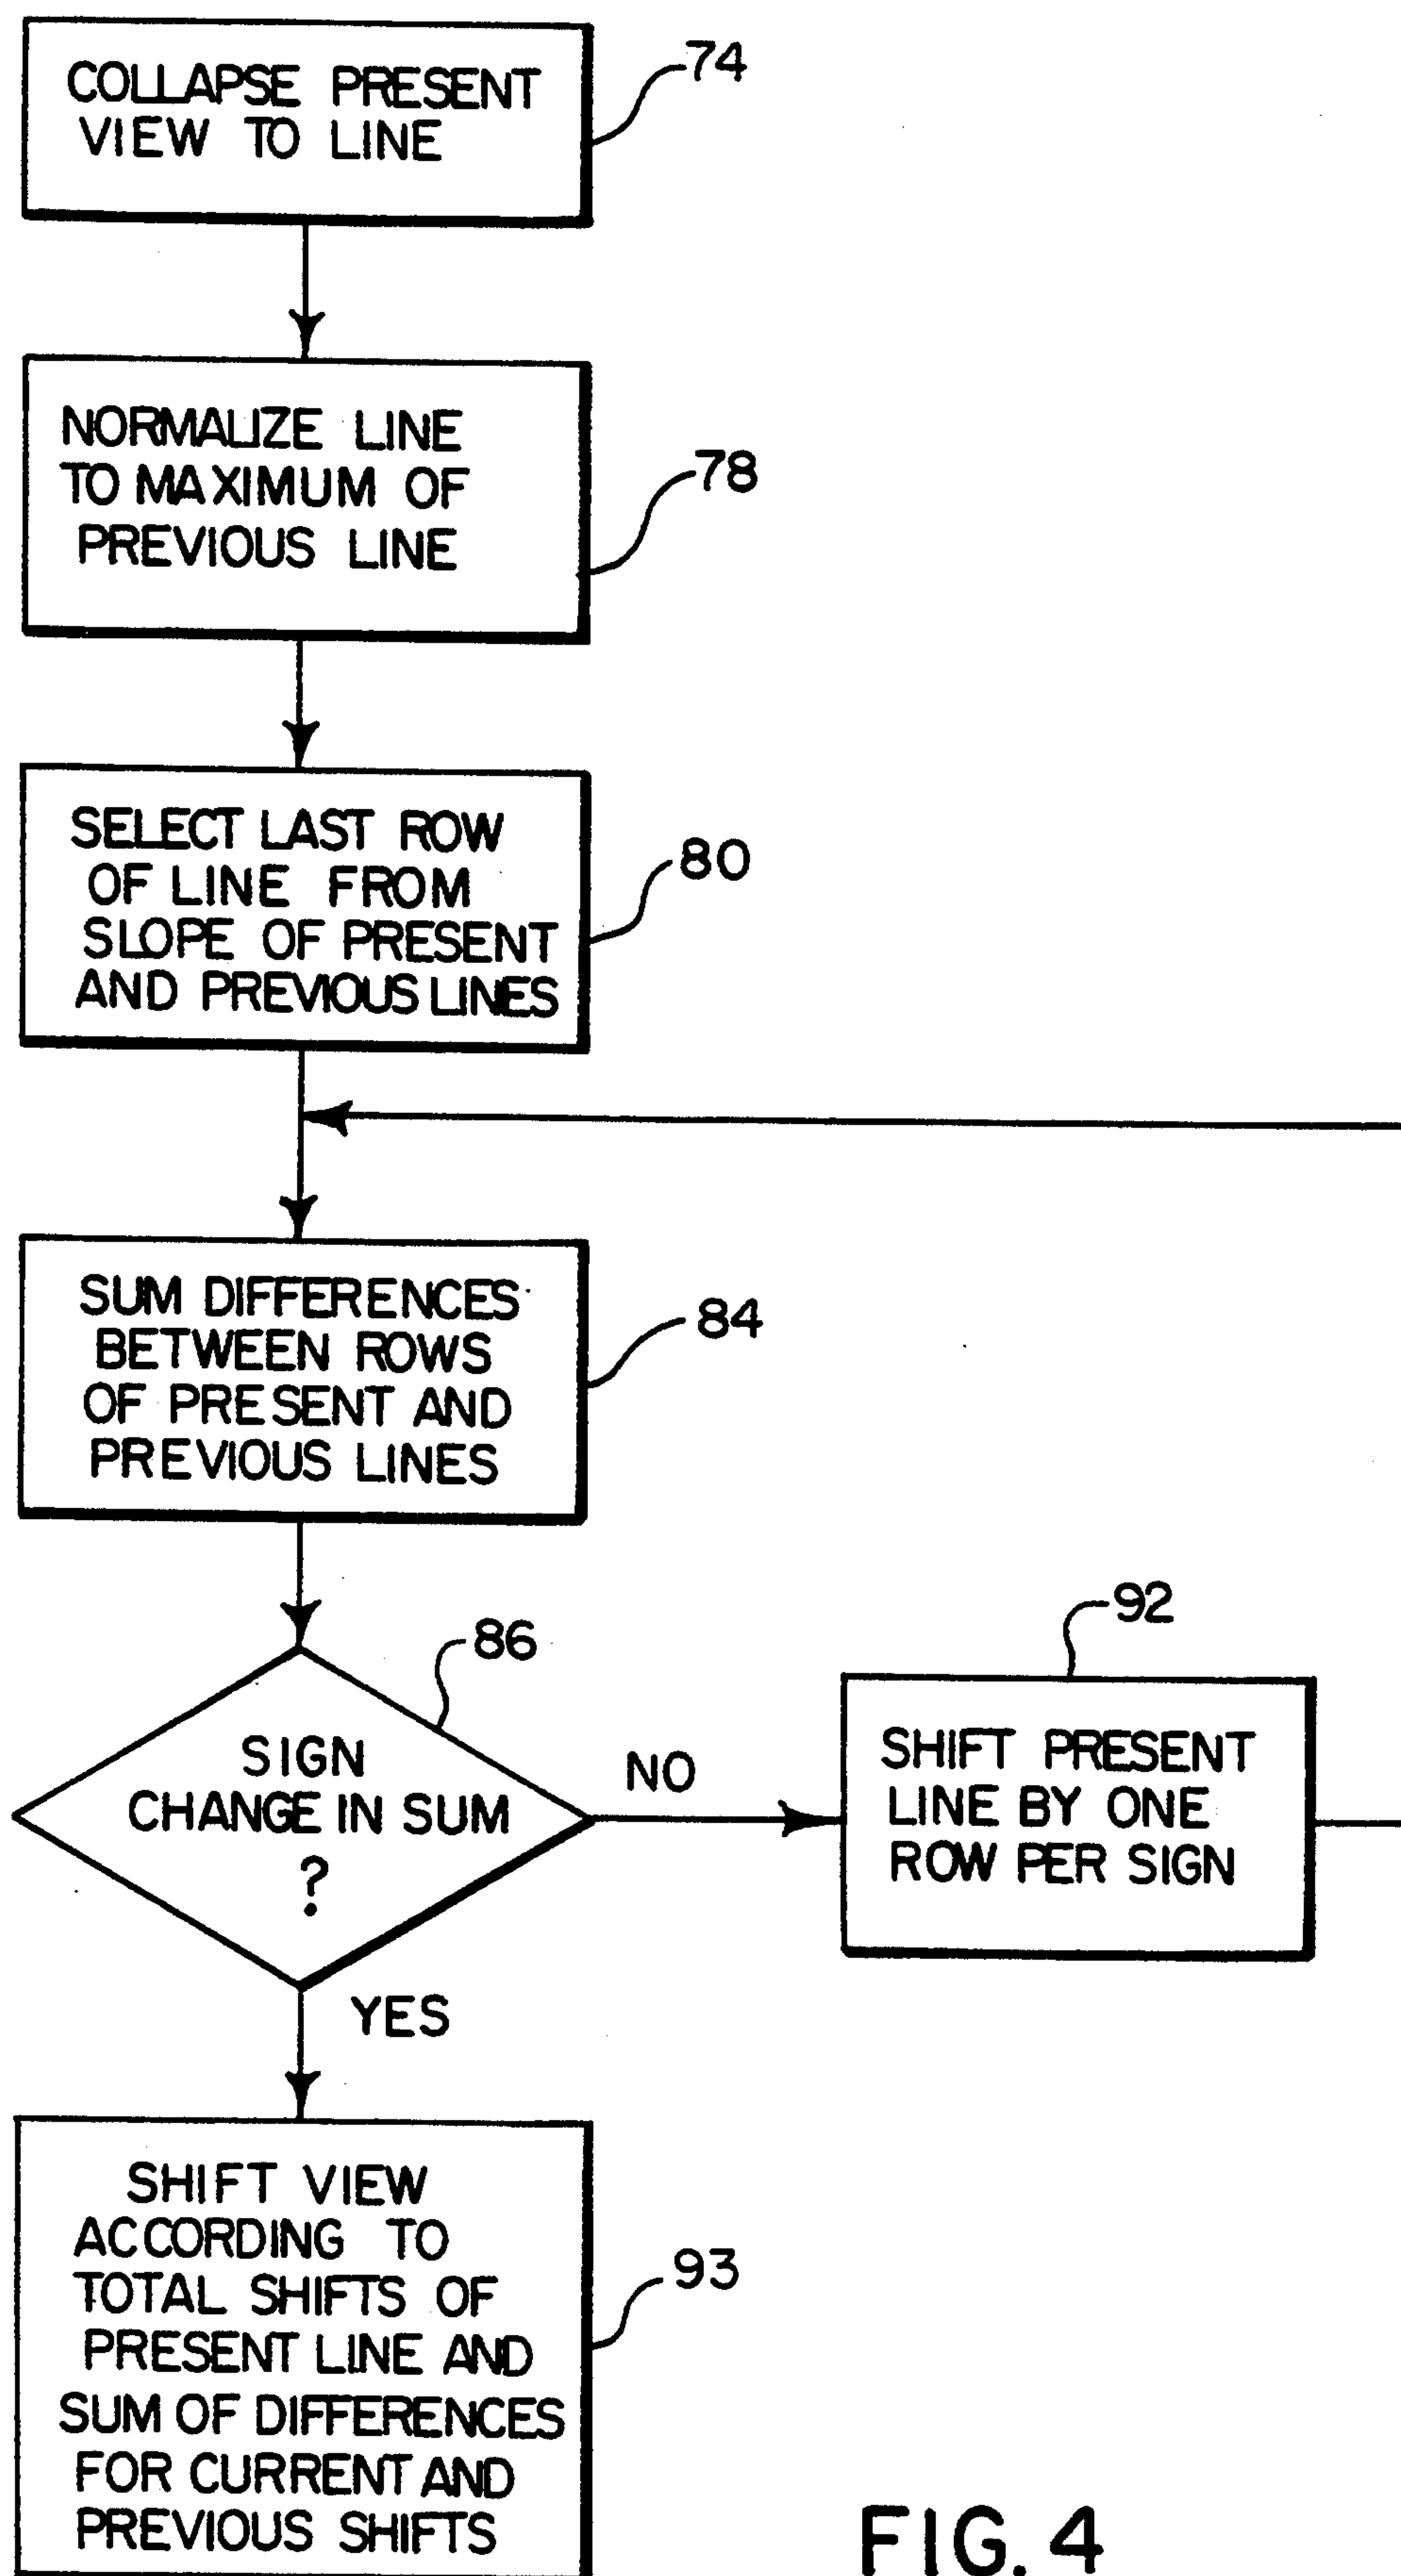 COLLAPSE PRESENT
VIEW TO LINE
74
NORMALIZE LINE
TO MAXIMUM OF
PREVIOUS LINE
78
SELECT LAST ROW
OF LINE FROM
SLOPE OF PRESENT
AND PREVIOUS LINES
80
SUM DIFFERENCES
BETWEEN ROWS
OF PRESENT AND
PREVIOUS LINES
84
SIGN
CHANGE IN SUM
?
86
NO
SHIFT PRESENT
LINE BY ONE
ROW PER SIGN
92
YES
SHIFT VIEW
ACCORDING TO
TOTAL SHIFTS OF
PRESENT LINE AND
SUM OF DIFFERENCES
FOR CURRENT AND
PREVIOUS SHIFTS
93
FIG. 4